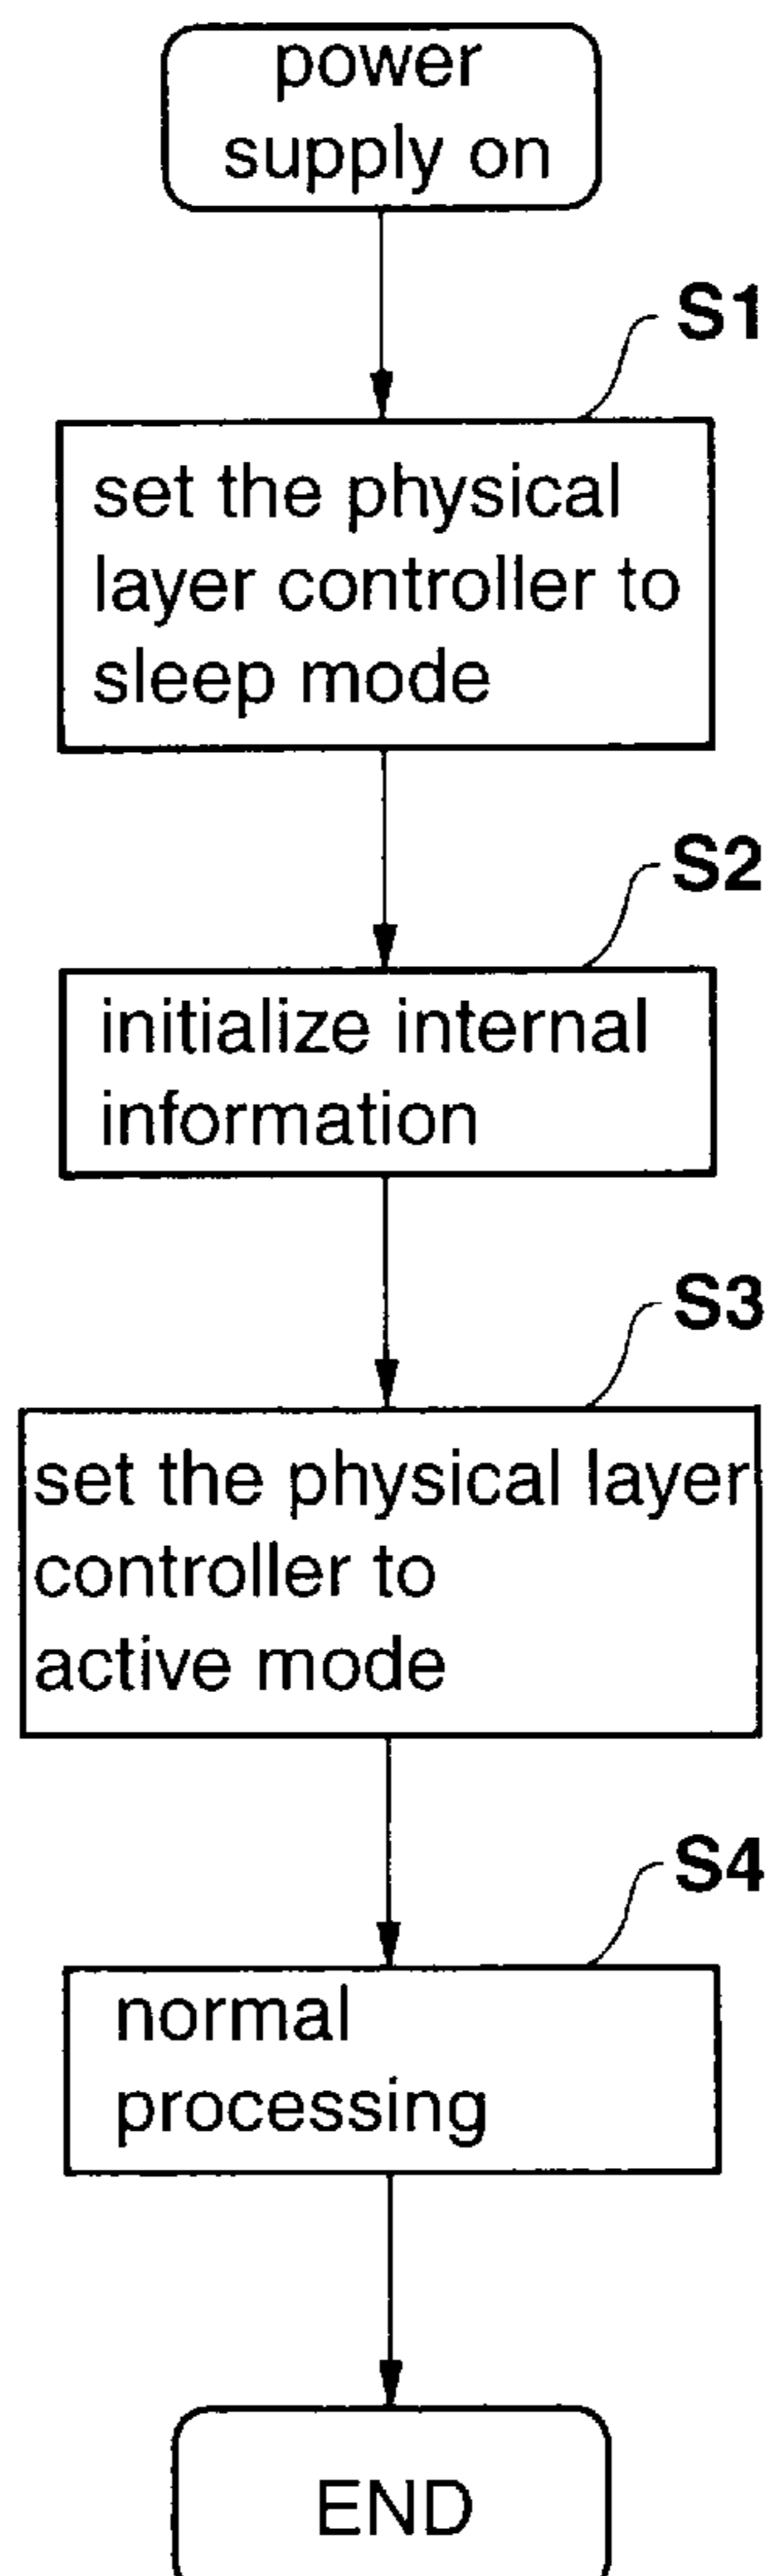 power
supply on
S1
set the physical
layer controller to
sleep mode
S2
initialize internal
information
S3
set the physical layer
controller to
active mode
S4
normal
processing
END